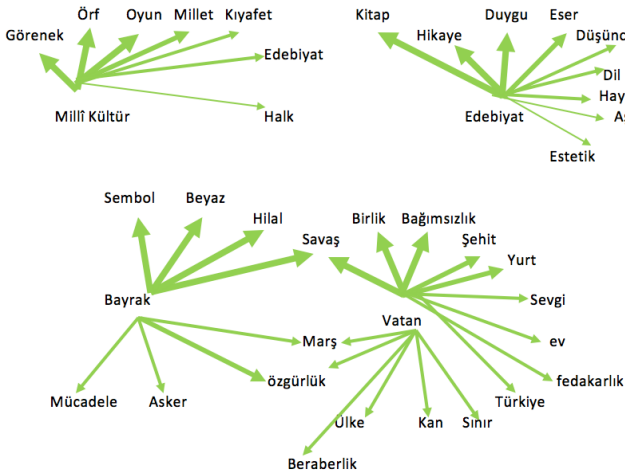 Görenek
Örf
Oyun
Millet
Kıyafet
Edebiyat
Millî Kültür
Halk
Kitap
Hikaye
Duygu
Eser
Dil
Edebiyat
Estetik
Sembol
Beyaz
Hilal
Savaş
Birlik
Bağımsızlık
Şehit
Yurt
Bayrak
Vatan
Sevgi
Marş
ev
özgürlük
fedakarlık
Mücadele
Asker
Türkiye
Ülke
Kan
Sınır
Beraberlik